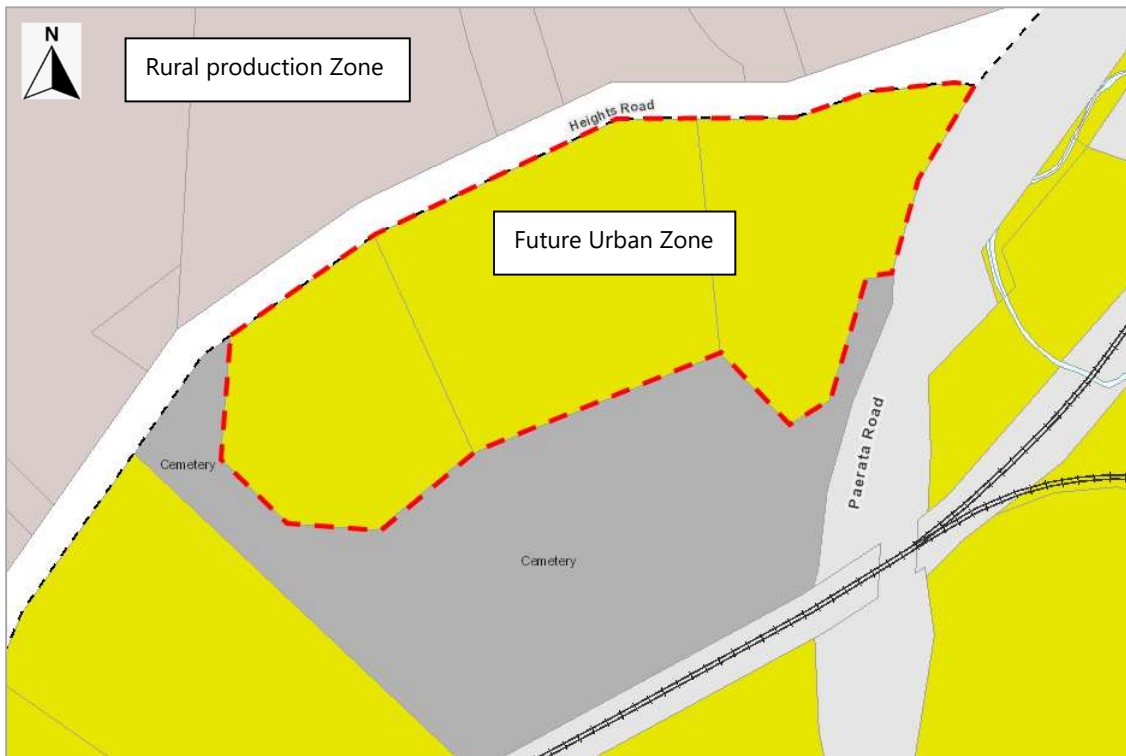 N
Rural production Zone
Heights Road
Future Urban Zone
Paerata Road
Cemetery
Cemetery